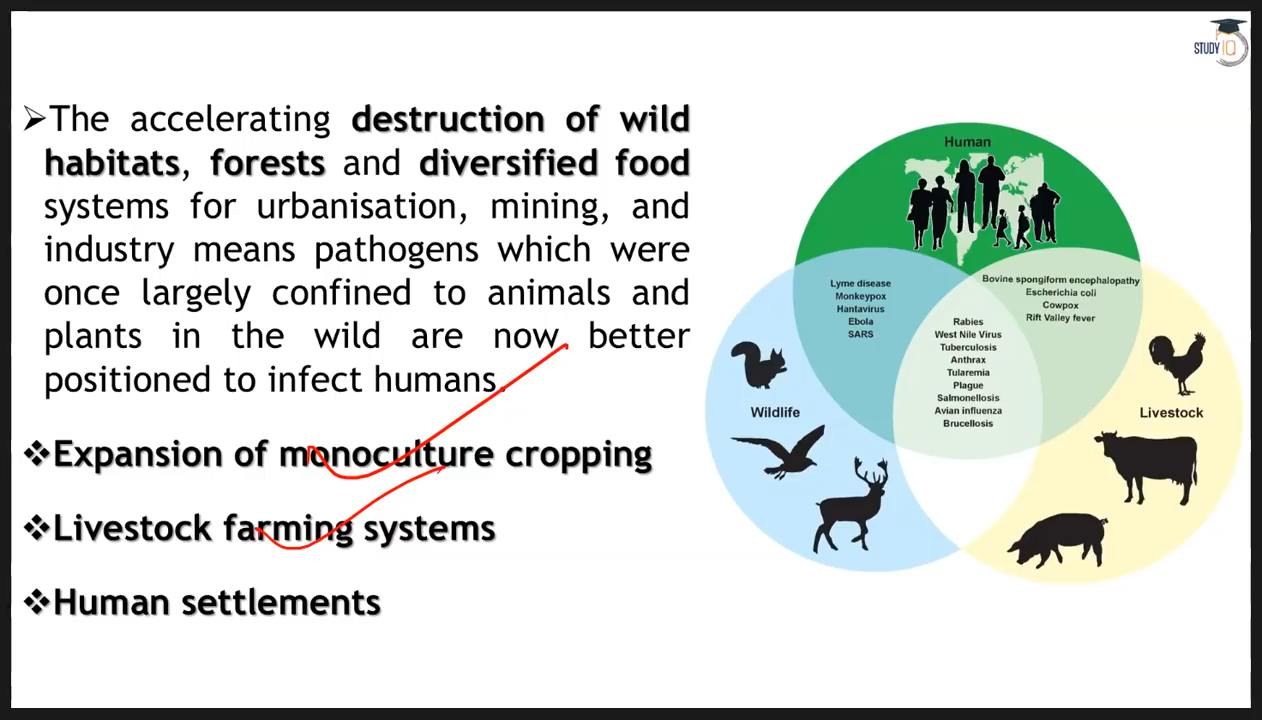 STUDY IQ
➢The accelerating destruction of wild
habitats, forests and diversified food
systems for urbanisation, mining, and
industry means pathogens which were
once largely confined to animals and
plants in the wild are now better
positioned to infect humans.
❖Expansion of monoculture cropping
❖Livestock farming systems
❖Human settlements
Human
Lyme disease
Monkeypox
Hantavirus
Ebola
SARS
Bovine spongiform encephalopathy
Escherichia coli
Cowpox
Rift Valley fever
Rabies
West Nile Virus
Tuberculosis
Anthrax
Tularemia
Plague
Salmonellosis
Avian influenza
Brucellosis
Wildlife
Livestock